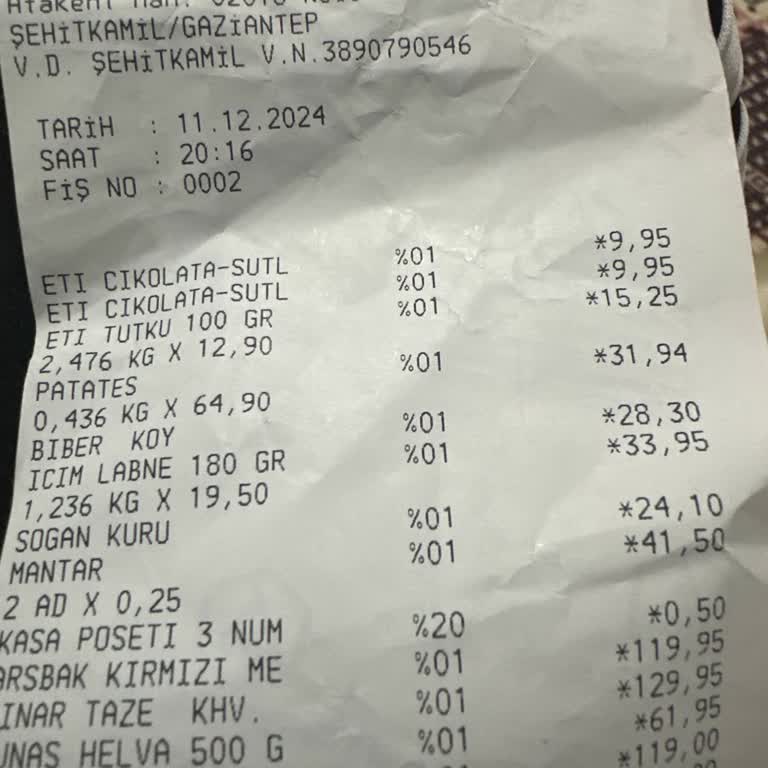 ŞEHİTKAMİL/GAZİANTEP
V.D. ŞEHİTKAMİL V.N.3890790546
TARİH : 11.12.2024
SAAT : 20:16
FİŞ NO : 0002
ETI CIKOLATA-SUTL %01 *9,95
ETI CIKOLATA-SUTL %01 *9,95
ETI TUTKU 100 GR %01 *15,25
2,476 KG X 12,90
PATATES %01 *31,94
0,436 KG X 64,90
BIBER KOY %01 *28,30
ICIM LABNE 180 GR %01 *33,95
1,236 KG X 19,50
SOGAN KURU %01 *24,10
MANTAR %01 *41,50
2 AD X 0,25
KASA POSETI 3 NUM %20 *0,50
ARSBAK KIRMIZI ME %01 *119,95
INAR TAZE KHV. %01 *129,95
UNAS HELVA 500 G %01 *61,95
*119,00